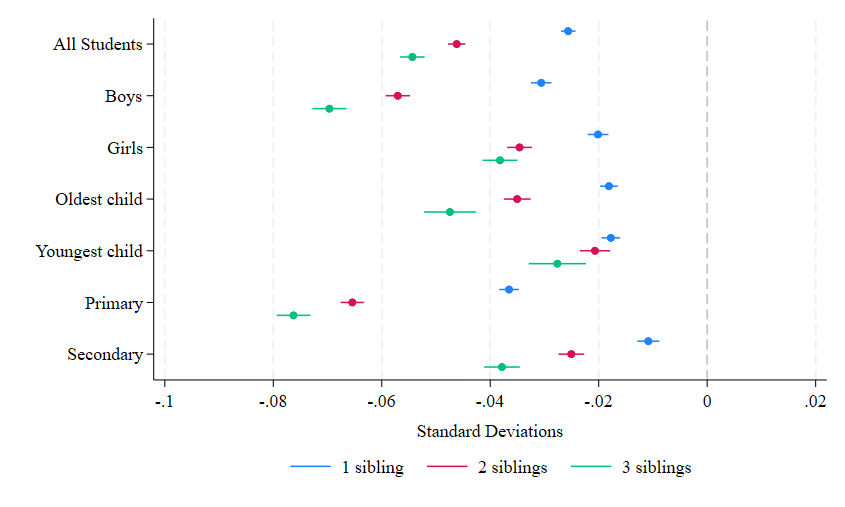 All Students
Boys
Girls
Oldest child
Youngest child
Primary
Secondary
-.1 -.08 -.06 -.04 -.02 0 .02
Standard Deviations
1 sibling 2 siblings 3 siblings